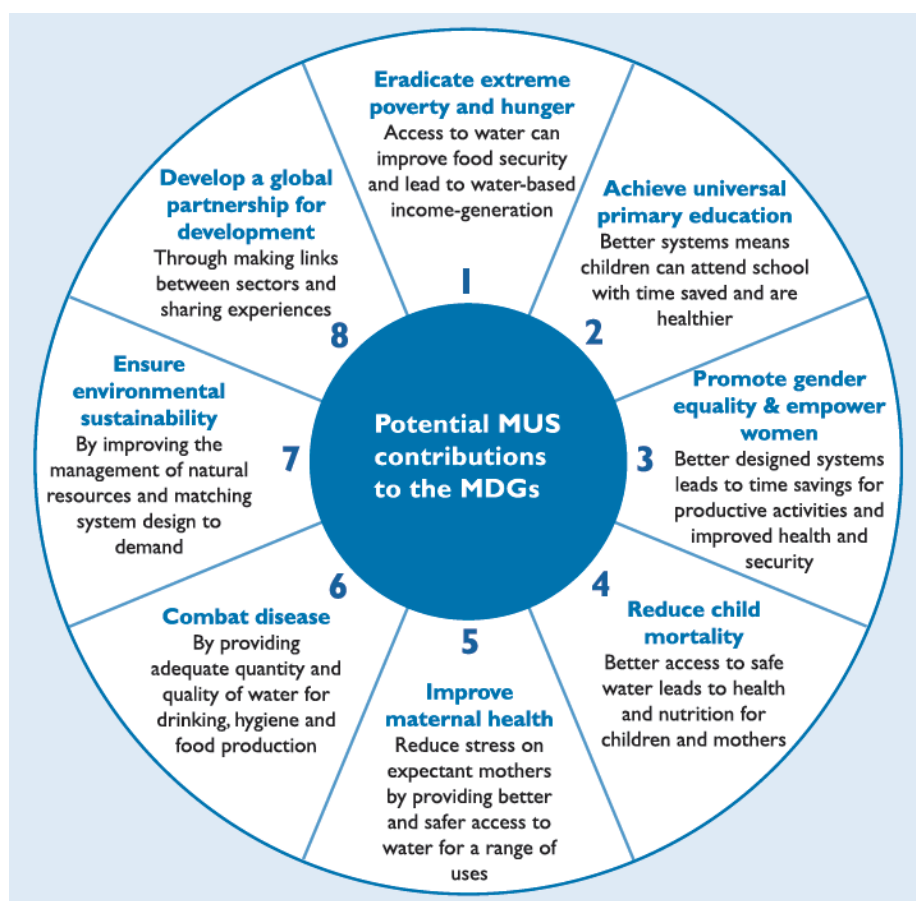 Potential MUS
contributions
to the MDGs
1
Eradicate extreme
poverty and hunger
Access to water can
improve food security
and lead to water-based
income-generation
2
Achieve universal
primary education
Better systems means
children can attend school
with time saved and are
healthier
3
Promote gender
equality & empower
women
Better designed systems
leads to time savings for
productive activities and
improved health and
security
4
Reduce child
mortality
Better access to safe
water leads to health
and nutrition for
children and mothers
5
Improve
maternal health
Reduce stress on
expectant mothers
by providing better
and safer access to
water for a range of
uses
6
Combat disease
By providing
adequate quantity and
quality of water for
drinking, hygiene and
food production
7
Ensure
environmental
sustainability
By improving the
management of natural
resources and matching
system design to
demand
8
Develop a global
partnership for
development
Through making links
between sectors and
sharing experiences